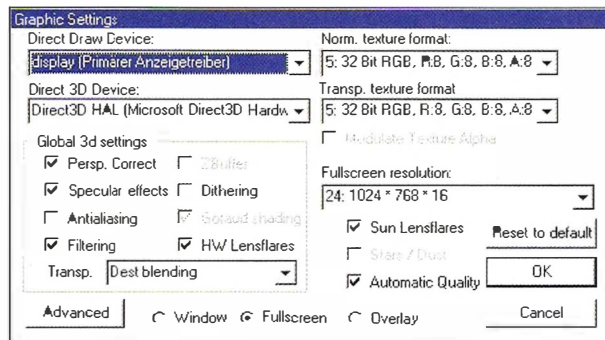 Graphic Settings
Direct Draw Device:
display (Primärer Anzeigetreiber)
Direct 3D Device:
Direct3D HAL (Microsoft Direct3D Hardw
Global 3d settings
Persp. Correct
ZBuffer
Specular effects
Dithering
Antialiasing
Goraud shading
Filtering
HW Lensflares
Transp.
Dest blending
Norm. texture format:
5: 32 Bit RGB, R:8, G:8, B:8, A:8
Transp. texture format
5: 32 Bit RGB, R:8, G:8, B:8, A:8
Modulate Texture Alpha
Fullscreen resolution:
24: 1024 * 768 * 16
Sun Lensflares
Stars / Dust
Automatic Quality
Reset to default
OK
Cancel
Advanced
Window
Fullscreen
Overlay